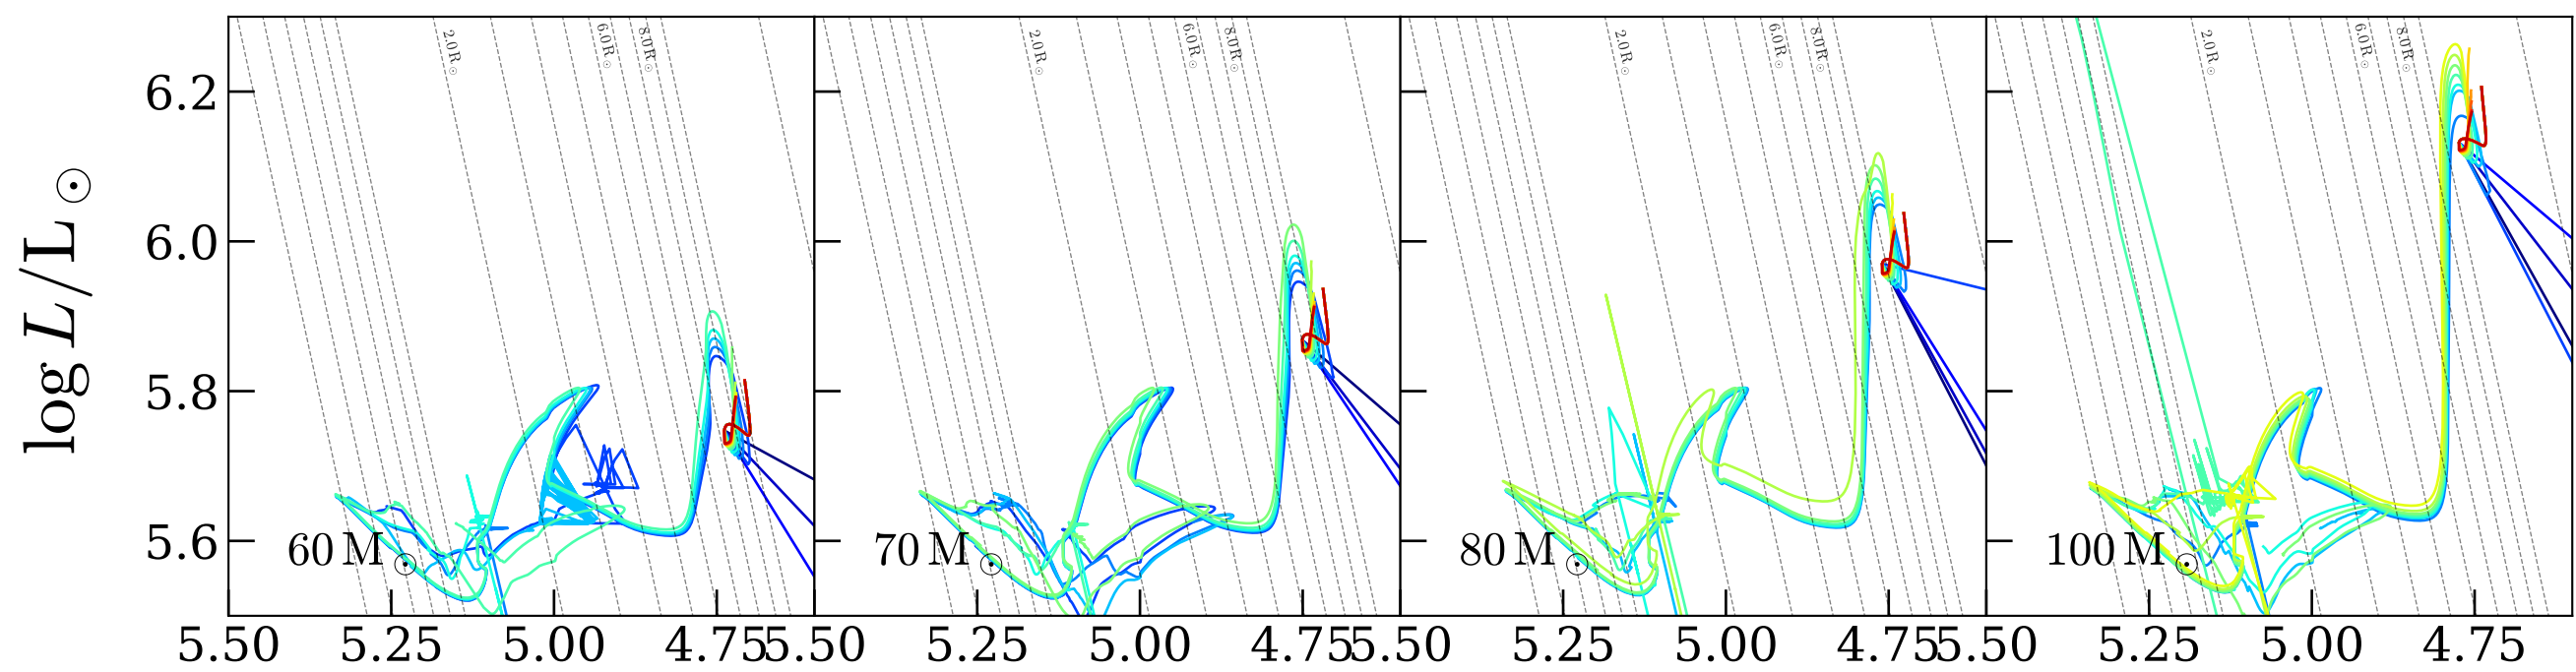 log L/L☉
6.2
6.0
5.8
5.6
2.0R☉ 6.0R☉ 8.0R☉
2.0R☉ 6.0R☉ 8.0R☉
2.0R☉ 6.0R☉ 8.0R☉
2.0R☉ 6.0R☉ 8.0R☉
60 M☉
70 M☉
80 M☉
100 M☉
5.50 5.25 5.00 4.75 5.50 5.25 5.00 4.75 5.50 5.25 5.00 4.75 5.50 5.25 5.00 4.75